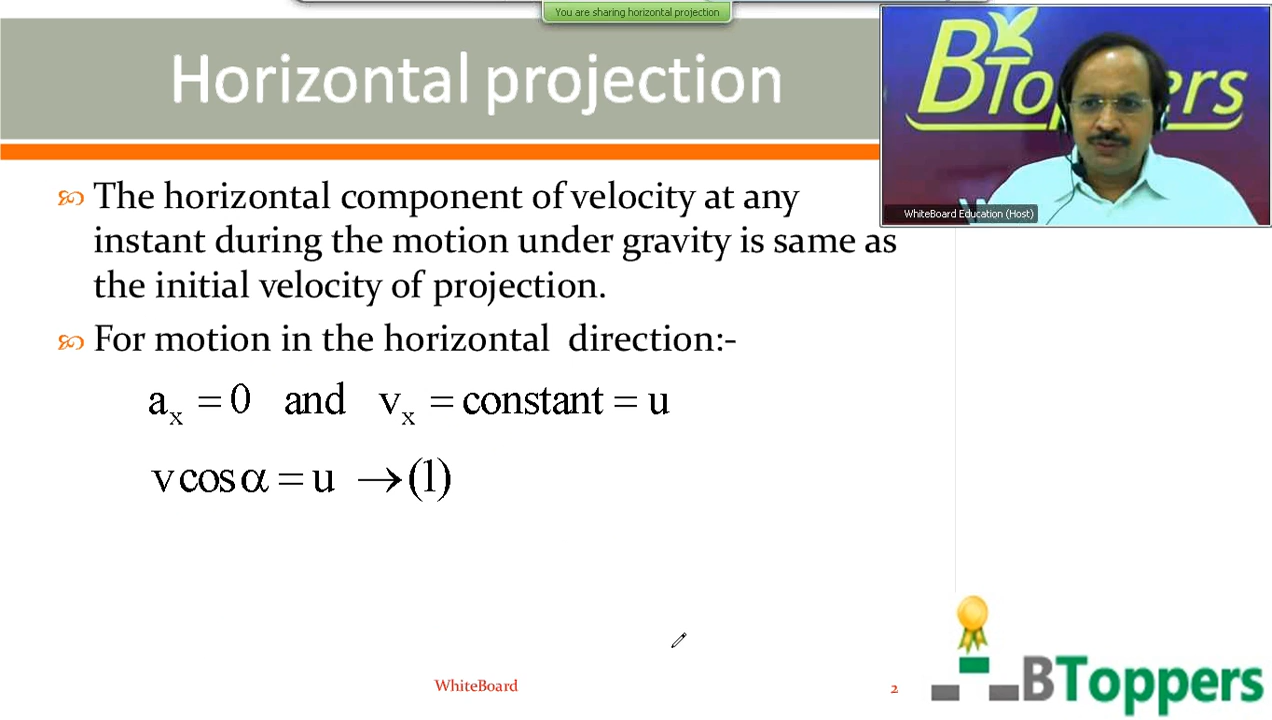 You are sharing horizontal projection
Horizontal projection
BToppers
WhiteBoard Education (Host)
The horizontal component of velocity at any
instant during the motion under gravity is same as
the initial velocity of projection.
For motion in the horizontal direction:-
aₓ = 0 and vₓ = constant = u
v cos α = u → (1)
WhiteBoard
2
BToppers